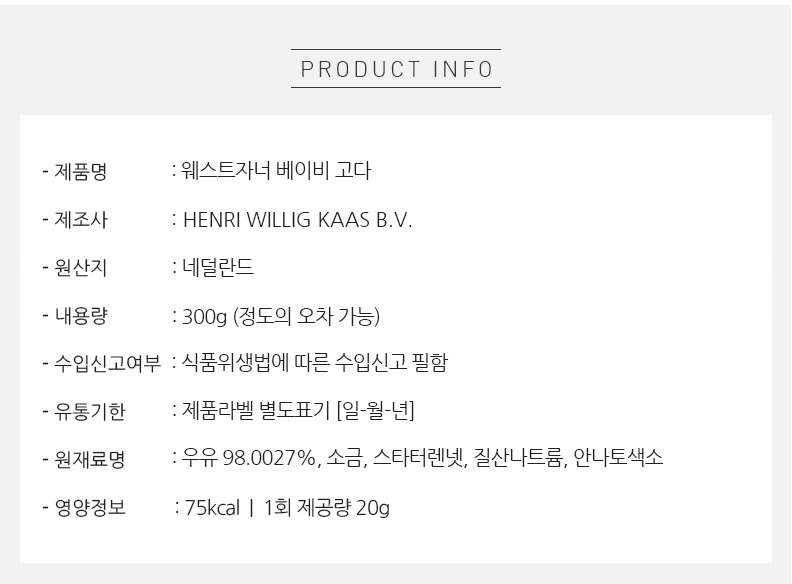 PRODUCT INFO
- 제품명 : 웨스트자너 베이비 고다
- 제조사 : HENRI WILLIG KAAS B.V.
- 원산지 : 네덜란드
- 내용량 : 300g (정도의 오차 가능)
- 수입신고여부 : 식품위생법에 따른 수입신고 필함
- 유통기한 : 제품라벨 별도표기 [일-월-년]
- 원재료명 : 우유 98.0027%, 소금, 스타터렌넷, 질산나트륨, 안나토색소
- 영양정보 : 75kcal | 1회 제공량 20g